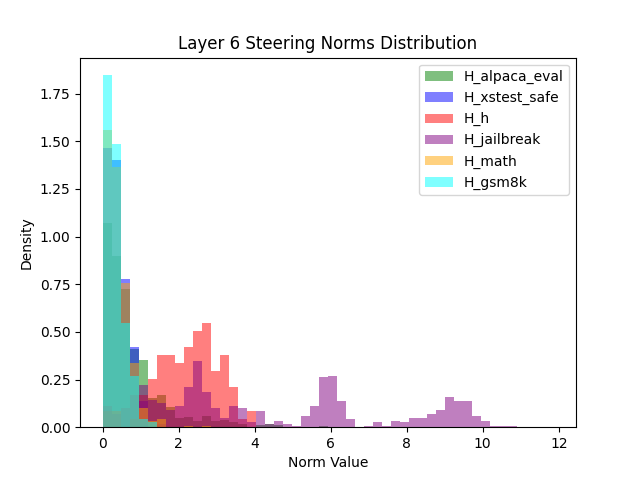 Layer 6 Steering Norms Distribution
H_alpaca_eval
H_xstest_safe
H_h
H_jailbreak
H_math
H_gsm8k
Density
1.75
1.50
1.25
1.00
0.75
0.50
0.25
0.00
0 2 4 6 8 10 12
Norm Value